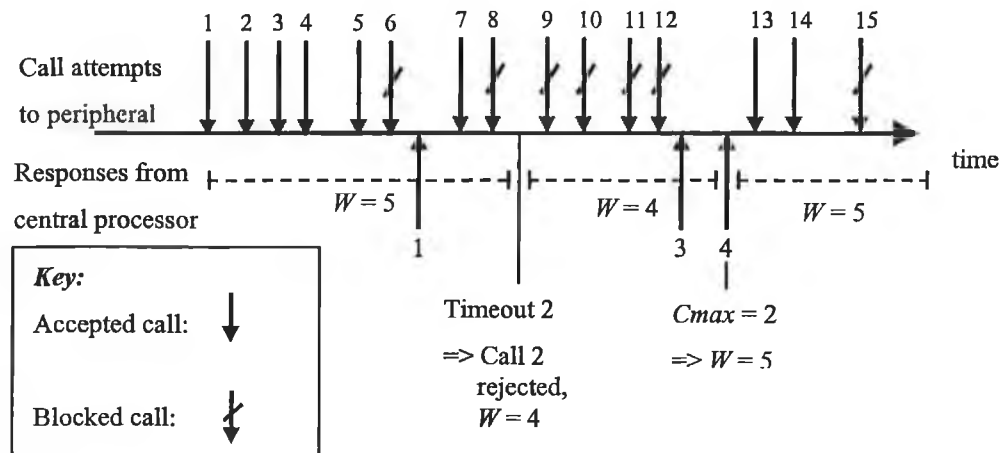 1 2 3 4 5 6 7 8 9 10 11 12 13 14 15
Call attempts
to peripheral
time
Responses from
central processor
W = 5
W = 4
W = 5
1
3
4
Key:
Accepted call:
Blocked call:
Timeout 2
=> Call 2
rejected,
W = 4
Cmax = 2
=> W = 5